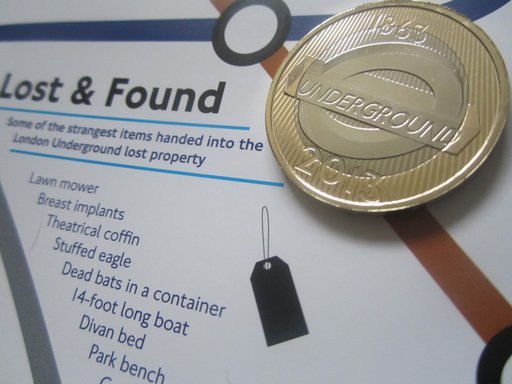 1863
UNDERGROUND
2013
Lost & Found
Some of the strangest items handed into the
London Underground lost property
Lawn mower
Breast implants
Theatrical coffin
Stuffed eagle
Dead bats in a container
14-foot long boat
Divan bed
Park bench